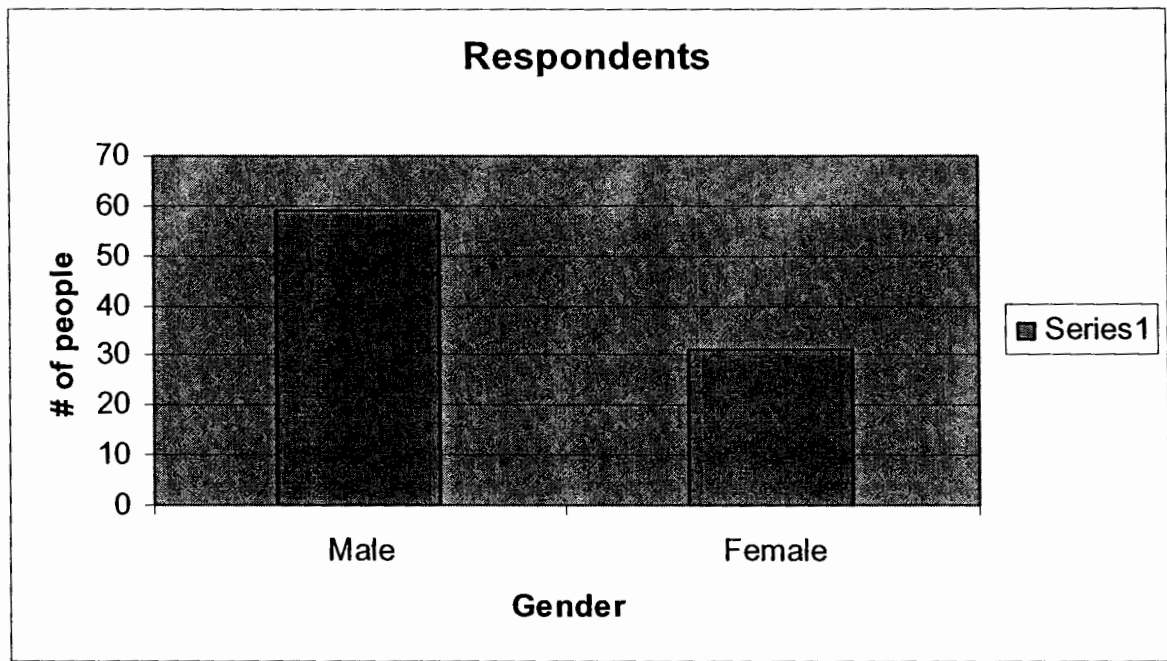 Respondents
# of people
70
60
50
40
30
20
10
0
Male
Female
Gender
Series1